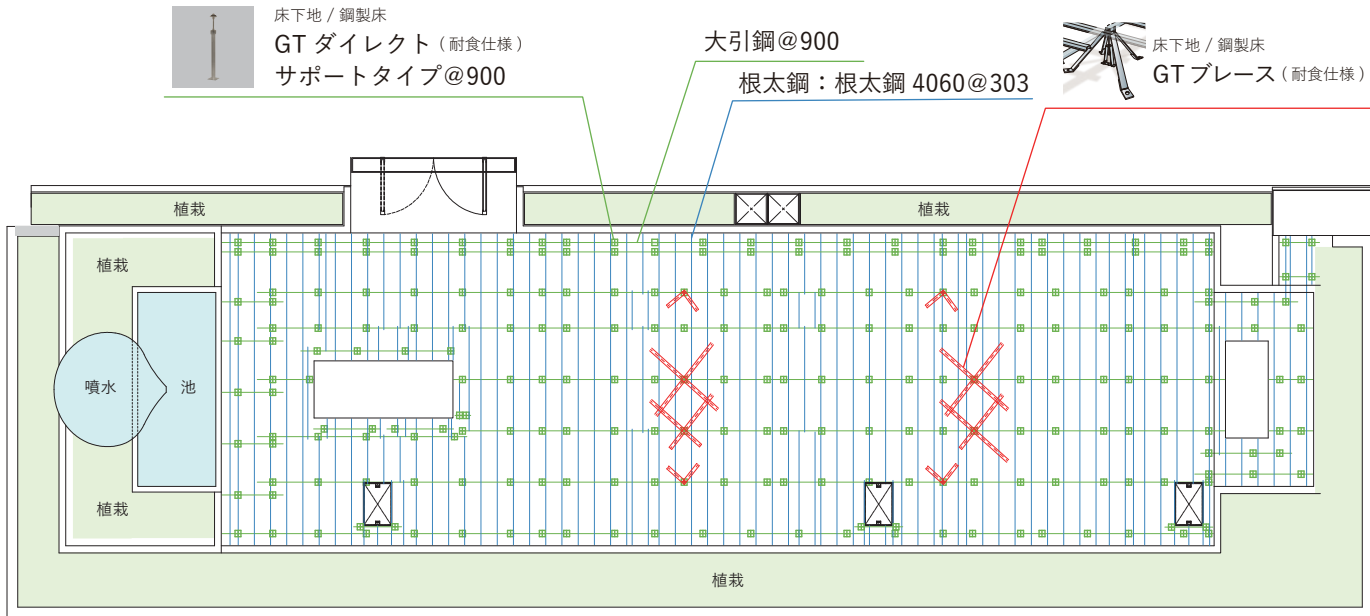 床下地 / 鋼製床
GT ダイレクト ( 耐食仕様 )
サポートタイプ@900
大引鋼@900
根太鋼：根太鋼 4060@303
床下地 / 鋼製床
GT ブレース ( 耐食仕様 )
植栽
植栽
植栽
噴水
池
植栽
植栽